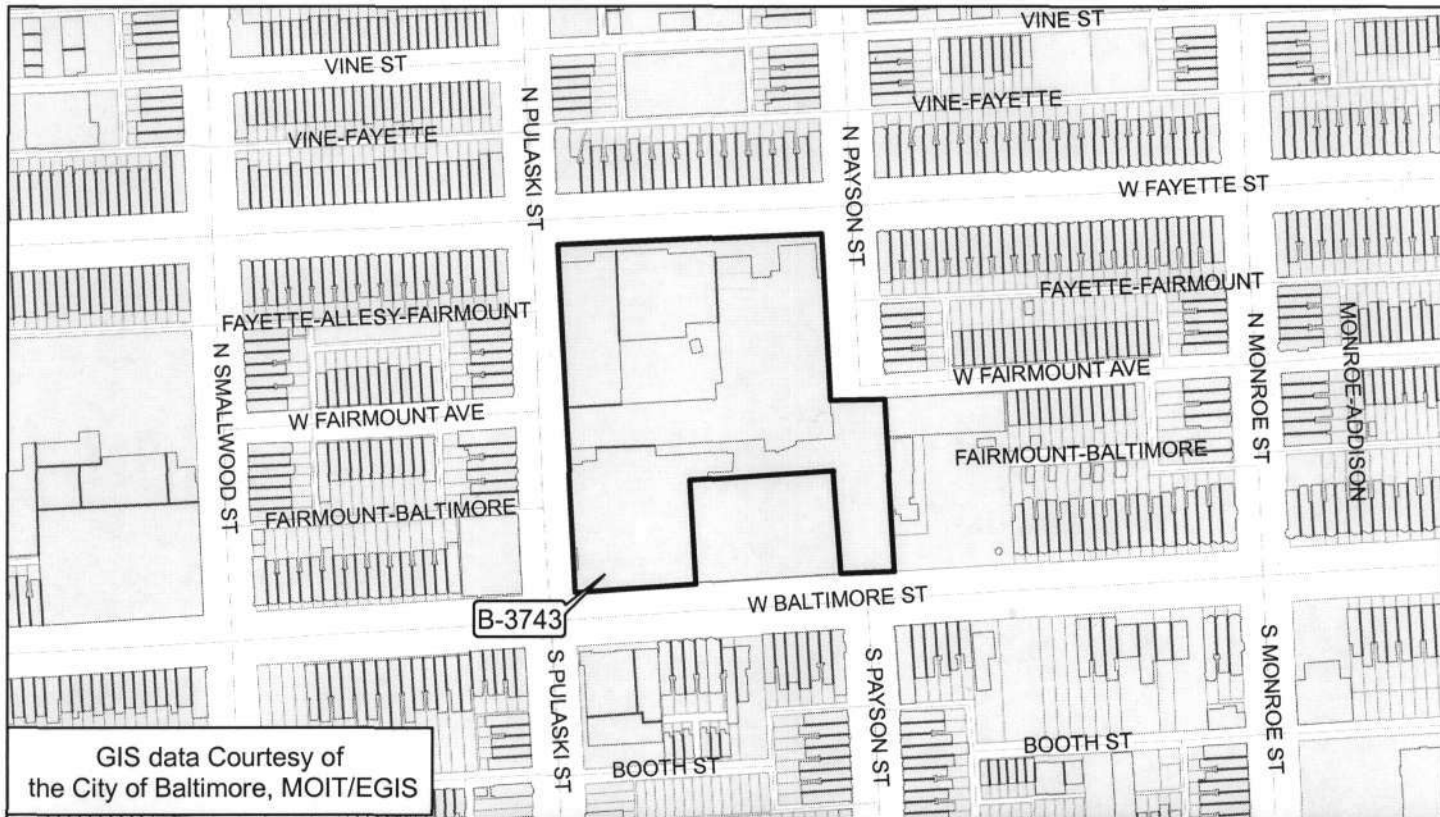 VINE ST
VINE ST
VINE-FAYETTE
VINE-FAYETTE
N PULASKI ST
N PAYSON ST
W FAYETTE ST
FAYETTE-ALLESY-FAIRMOUNT
FAYETTE-FAIRMOUNT
N SMALLWOOD ST
N MONROE ST
MONROE-ADDISON
W FAIRMOUNT AVE
W FAIRMOUNT AVE
FAIRMOUNT-BALTIMORE
FAIRMOUNT-BALTIMORE
B-3743
W BALTIMORE ST
S PULASKI ST
S PAYSON ST
S MONROE ST
BOOTH ST
BOOTH ST
GIS data Courtesy of
the City of Baltimore, MOIT/EGIS